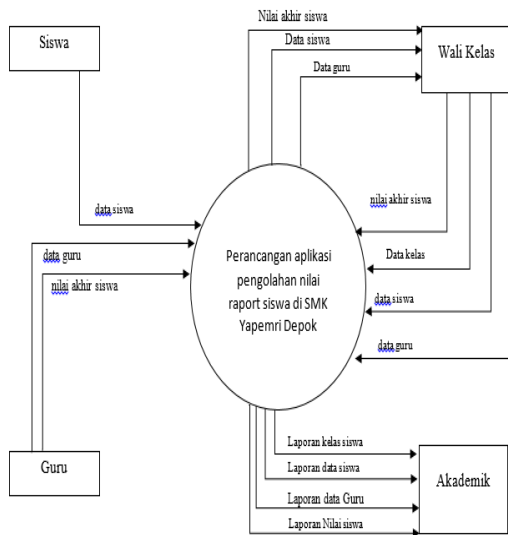 Nilai akhir siswa
Siswa
Data siswa
Wali Kelas
Data guru
nilai akhir siswa
data siswa
Data kelas
data guru
nilai akhir siswa
Perancangan aplikasi
pengolahan nilai
raport siswa di SMK
Yapemri Depok
data siswa
data guru
Guru
Laporan kelas siswa
Laporan data siswa
Laporan data Guru
Laporan Nilai siswa
Akademik